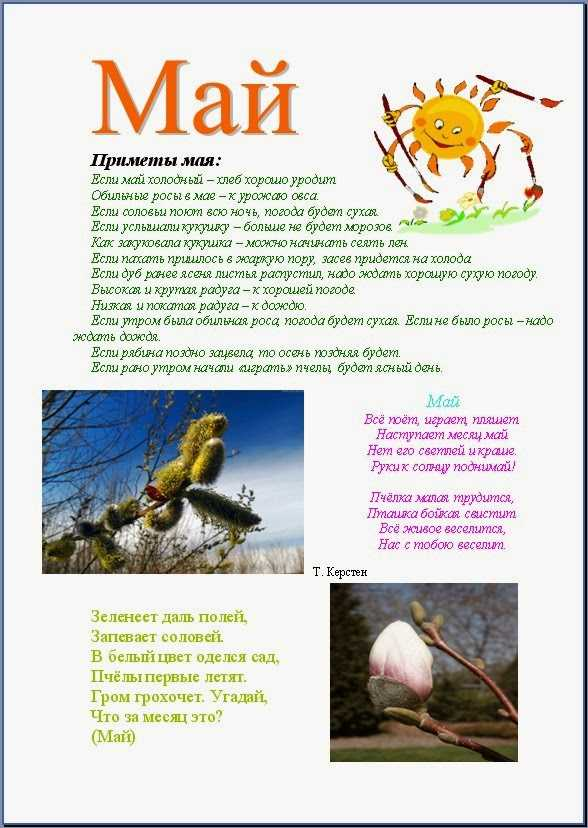 Май
Приметы мая:
Если май холодный – хлеб хорошо уродит.
Обильные росы в мае – к урожаю овса.
Если соловьи поют всю ночь, погода будет сухая.
Если услышали кукушку – больше не будет морозов.
Как закуковала кукушка – можно начинать сеять лен.
Если пахать пришлось в жаркую пору, засев придется на холода.
Если дуб ранее ясеня листья распустил, надо ждать хорошую сухую погоду.
Высокая и крутая радуга – к хорошей погоде.
Низкая и покатая радуга – к дождю.
Если утром была обильная роса, погода будет сухая. Если не было росы – надо
ждать дождя.
Если рябина поздно зацвела, то осень поздняя будет.
Если рано утром начали «играть» пчелы, будет ясный день.
Май
Всё поёт, играет, пляшет.
Наступает месяц май
Нет его светлей и краше.
Руки к солнцу поднимай!
Пчёлка малая трудится,
Пташка бойкая свистит.
Всё живое веселится,
Нас с тобою веселит.
Т. Керстен
Зеленеет даль полей,
Запевает соловей.
В белый цвет оделся сад,
Пчёлы первые летят.
Гром грохочет. Угадай,
Что за месяц это?
(Май)